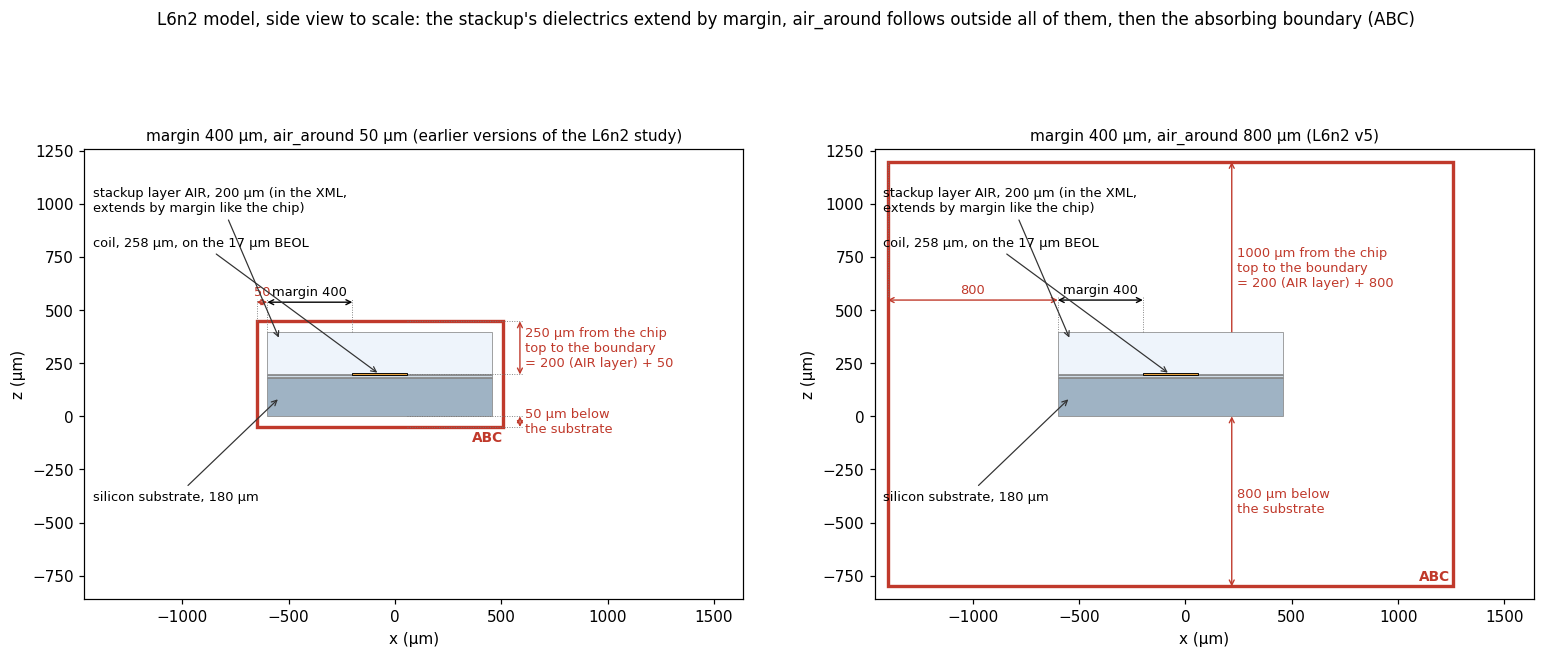 L6n2 model, side view to scale: the stackup's dielectrics extend by margin, air_around follows outside all of them, then the absorbing boundary (ABC)
margin 400 µm, air_around 50 µm (earlier versions of the L6n2 study)
1250
1000
750
500
250
0
−250
−500
−750
z (µm)
stackup layer AIR, 200 µm (in the XML,
extends by margin like the chip)
coil, 258 µm, on the 17 µm BEOL
50
margin 400
250 µm from the chip
top to the boundary
= 200 (AIR layer) + 50
50 µm below
the substrate
ABC
silicon substrate, 180 µm
−1000
−500
0
500
1000
1500
x (µm)
margin 400 µm, air_around 800 µm (L6n2 v5)
1250
1000
750
500
250
0
−250
−500
−750
z (µm)
stackup layer AIR, 200 µm (in the XML,
extends by margin like the chip)
coil, 258 µm, on the 17 µm BEOL
1000 µm from the chip
top to the boundary
= 200 (AIR layer) + 800
800
margin 400
silicon substrate, 180 µm
800 µm below
the substrate
ABC
−1000
−500
0
500
1000
1500
x (µm)